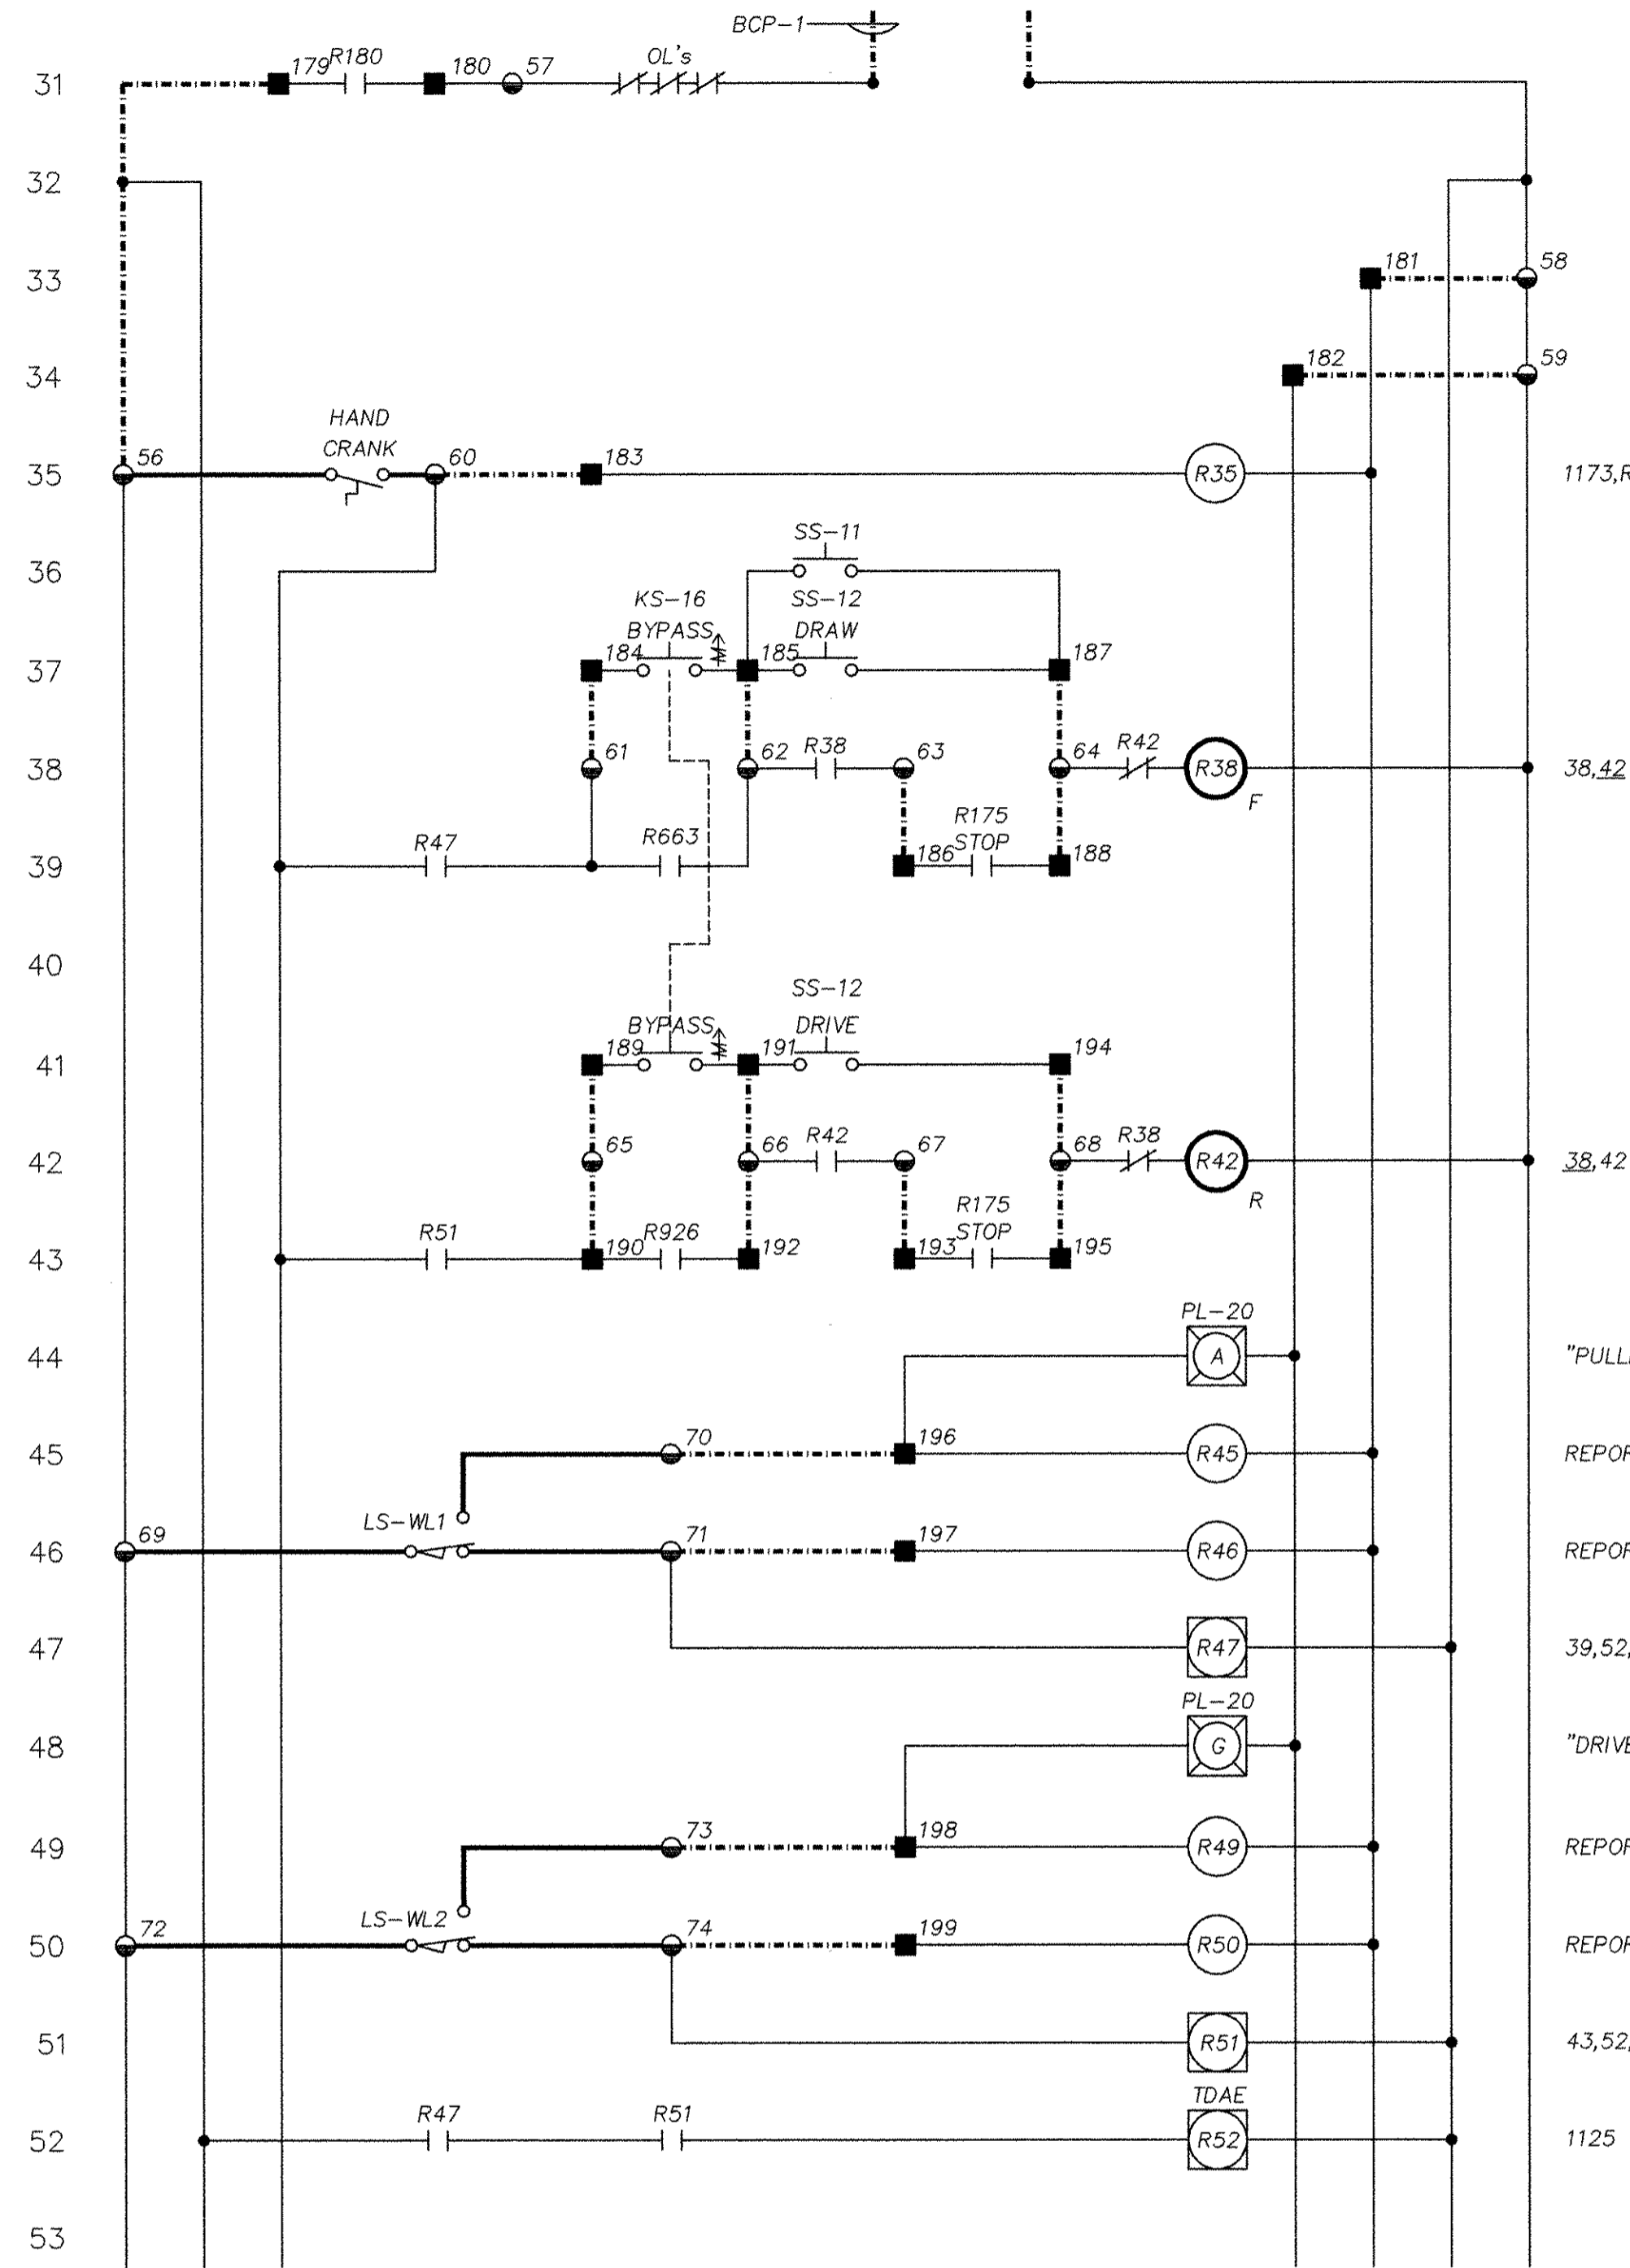 BCP-1
31 179 R180 180 57 OL's
32
33 181 58
34 182 59
HAND
CRANK
35 56 60 183 R35 1173,R
SS-11
36
KS-16 SS-12
BYPASS DRAW
37 184 185 187
38 61 62 R38 63 64 R42 R38 38,42
F
R175
STOP
39 R47 R663 186 188
40
SS-12
BYPASS DRIVE
41 189 191 194
42 65 66 R42 67 68 R38 R42 38,42
R
R175
STOP
43 R51 190 R926 192 193 195
PL-20
44 A "PULL
45 70 196 R45 REPO
LS-WL1
46 69 71 197 R46 REPO
47 R47 39,52,
PL-20
48 G "DRIVE
49 73 198 R49 REPO
LS-WL2
50 72 74 199 R50 REPO
51 R51 43,52,
TDAE
52 R47 R51 R52 1125
53